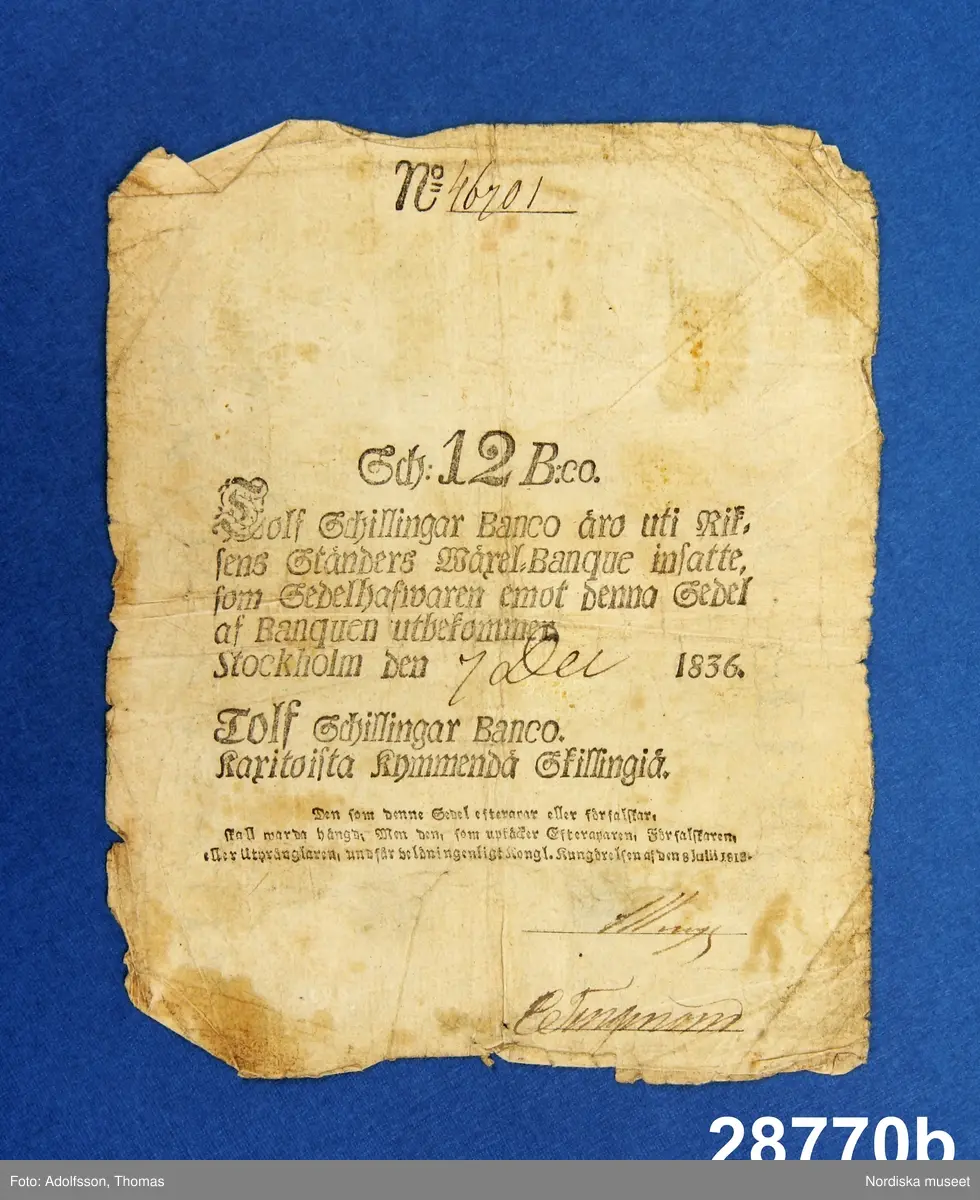 No 46701
Sch: 12 B:co.
Tolf Schillingar Banco äro uti Rik-
sens Ständers Wäxel-Banque insatte,
som Sedelhafwaren emot denna Sedel
af Banquen utbekommer.
Stockholm den 7 Dec 1836.
Tolf Schillingar Banco.
Kaxitoista Kymmendä Skillingiä.
Den som denne Sedel efterapar eller förfalskar,
skall warda hängd, Men den, som uptäcker Efteraparen, Förfalskaren,
eller Utprånglaren, undfår belöning enligt Kongl. Kungörelsen af den 8 Julii 1818.
28770b
Foto: Adolfsson, Thomas
Nordiska museet